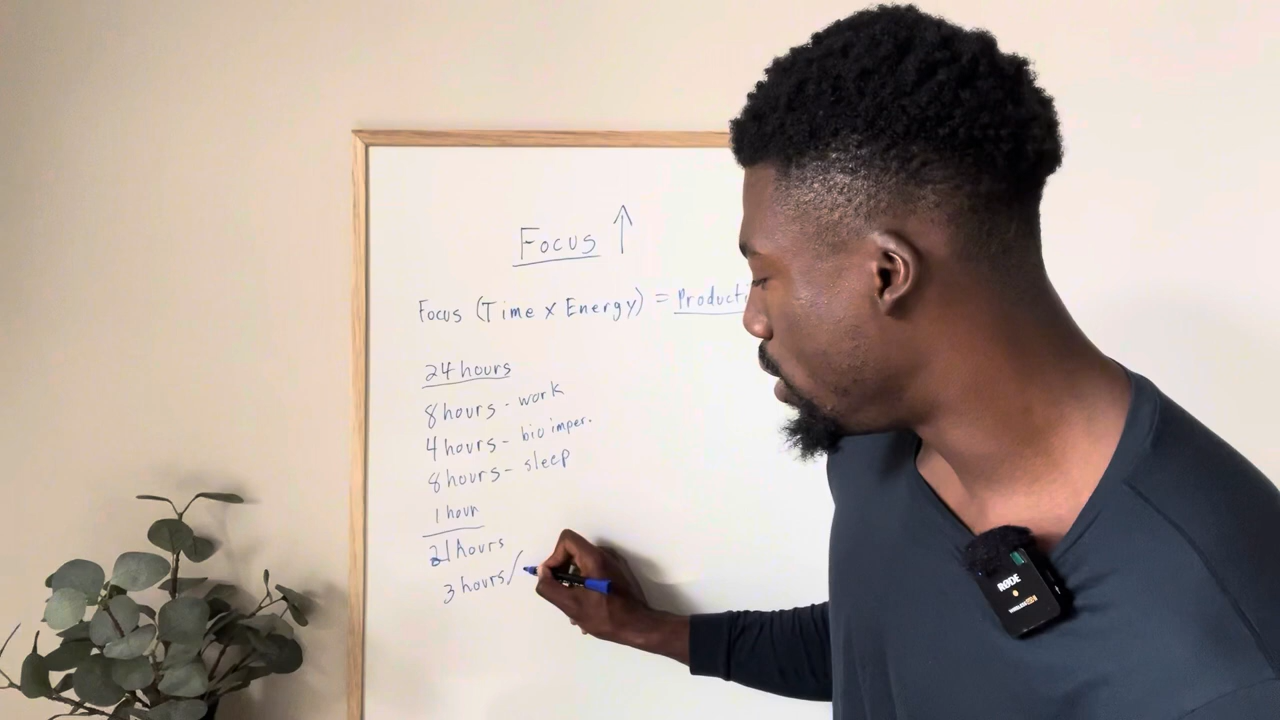 Focus ↑
Focus (Time x Energy) = Producti
24 hours
8 hours - work
4 hours - bio imper.
8 hours - sleep
1 hour
21 hours
3 hours/
RØDE